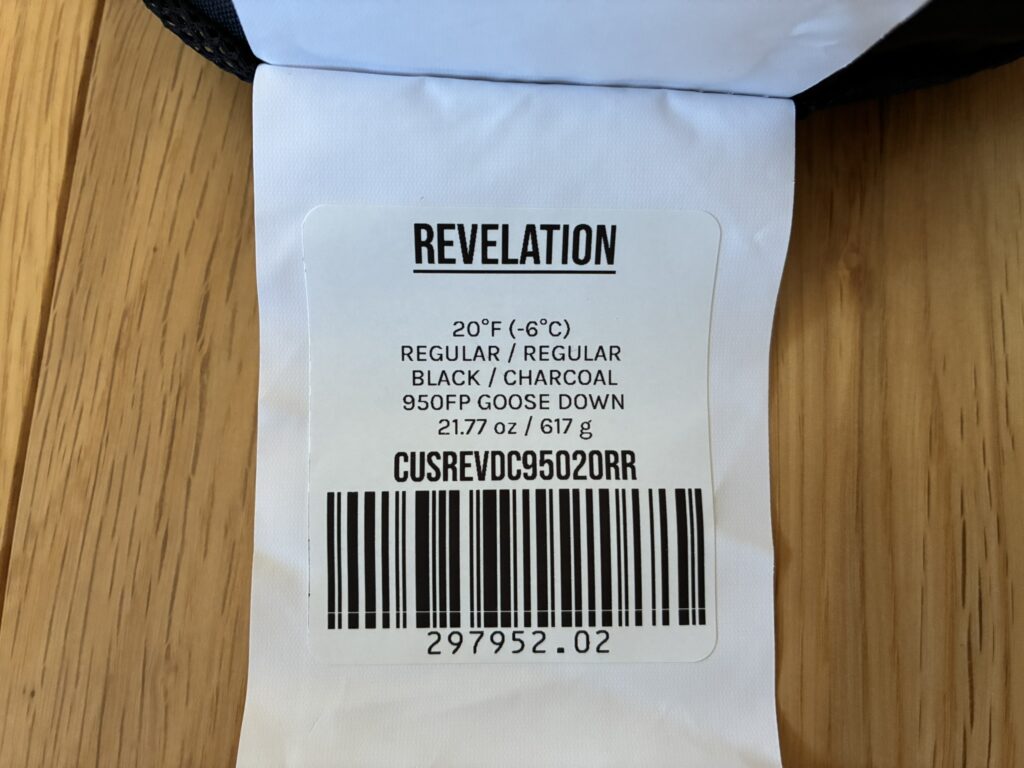 REVELATION
20°F (-6°C)
REGULAR / REGULAR
BLACK / CHARCOAL
950FP GOOSE DOWN
21.77 oz / 617 g
CUSREVDC95020RR
297952.02